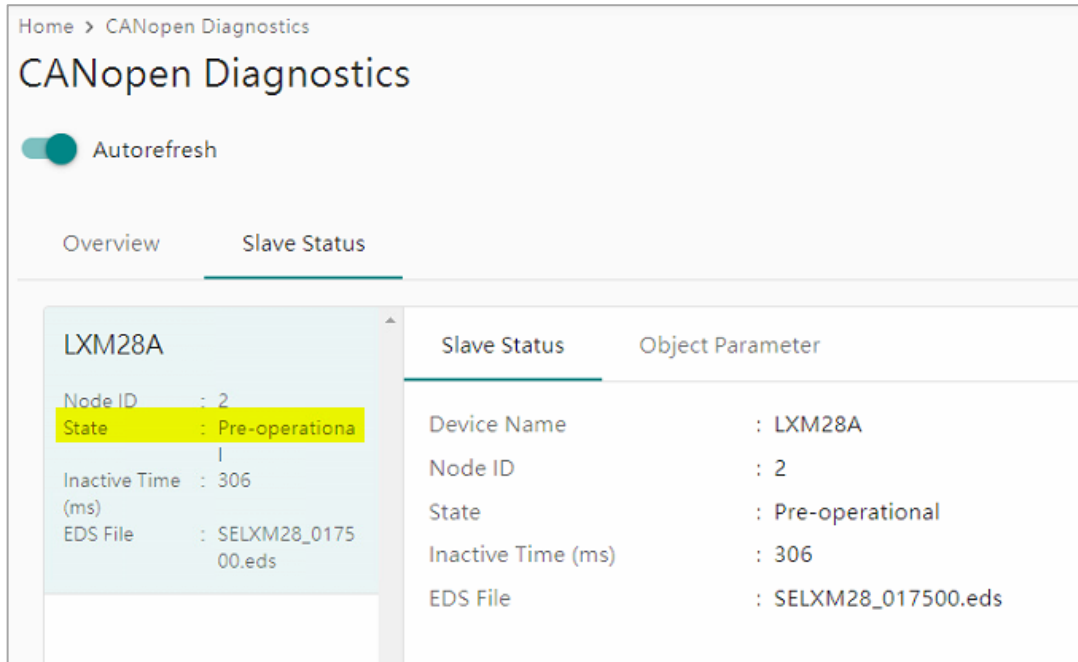 Home > CANopen Diagnostics
CANopen Diagnostics
Autorefresh
Overview Slave Status
LXM28A
Node ID : 2
State : Pre-operationa
l
Inactive Time : 306
(ms)
EDS File : SELXM28_0175
00.eds
Slave Status Object Parameter
Device Name : LXM28A
Node ID : 2
State : Pre-operational
Inactive Time (ms) : 306
EDS File : SELXM28_017500.eds